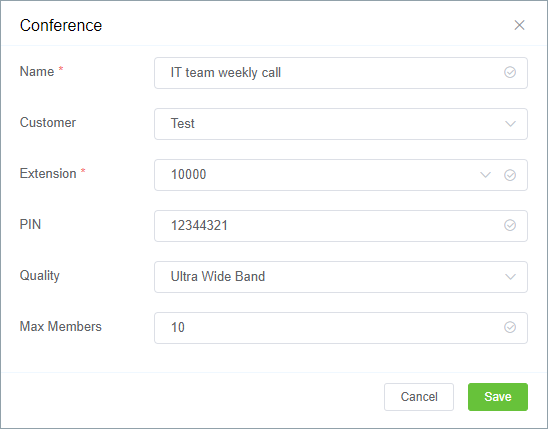 Conference
Name * IT team weekly call
Customer Test
Extension * 10000
PIN 12344321
Quality Ultra Wide Band
Max Members 10
Cancel Save